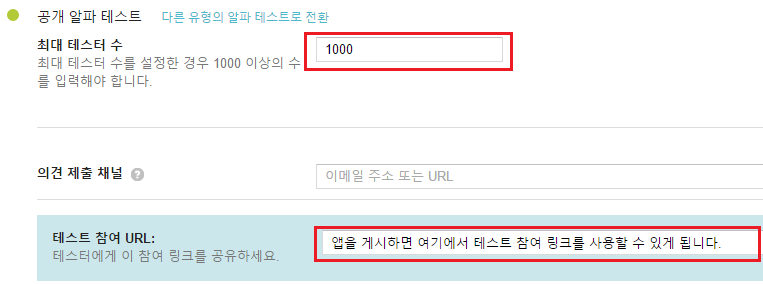 공개 알파 테스트 다른 유형의 알파 테스트로 전환
최대 테스터 수
1000
최대 테스터 수를 설정한 경우 1000 이상의 수
를 입력해야 합니다.
의견 제출 채널 ?
이메일 주소 또는 URL
테스트 참여 URL:
앱을 게시하면 여기에서 테스트 참여 링크를 사용할 수 있게 됩니다.
테스터에게 이 참여 링크를 공유하세요.